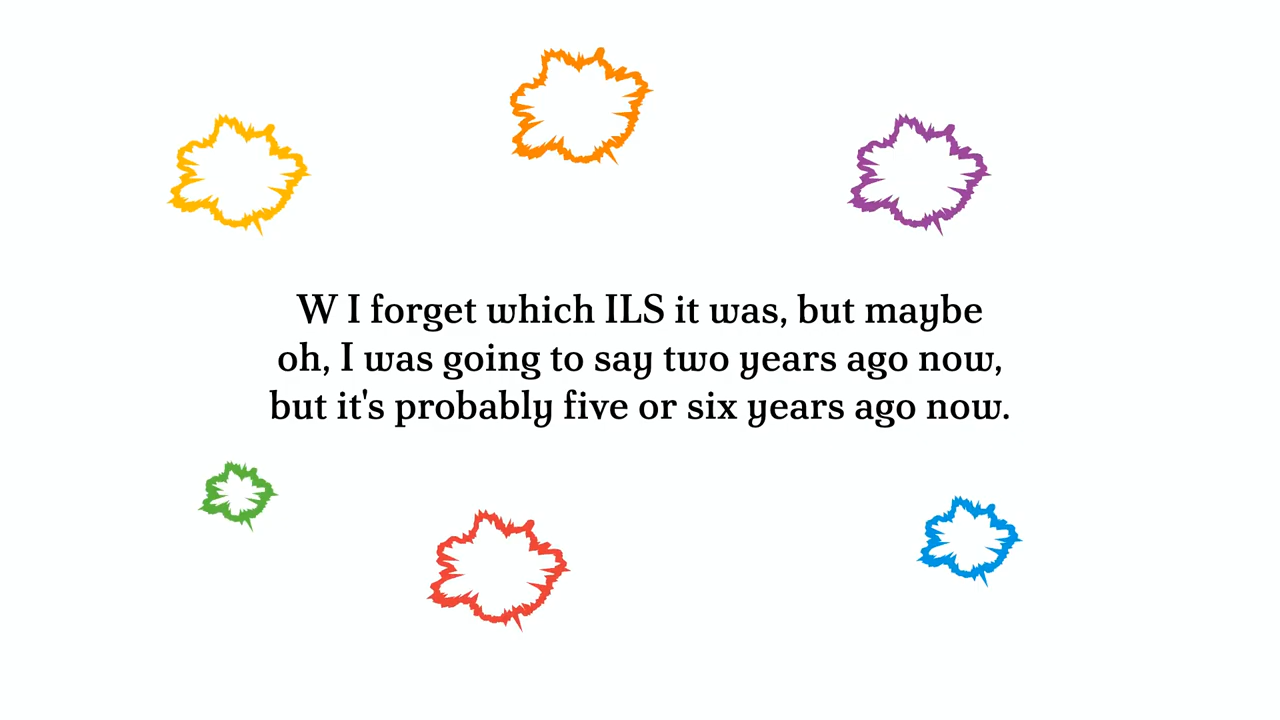 W I forget which ILS it was, but maybe
oh, I was going to say two years ago now,
but it's probably five or six years ago now.